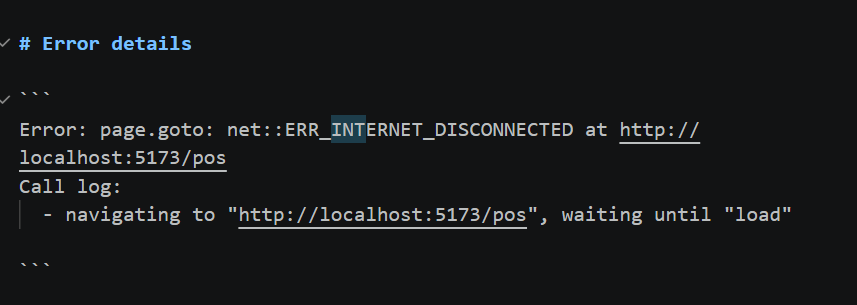 # Error details
```
Error: page.goto: net::ERR_INTERNET_DISCONNECTED at http://
localhost:5173/pos
Call log:
- navigating to "http://localhost:5173/pos", waiting until "load"
```